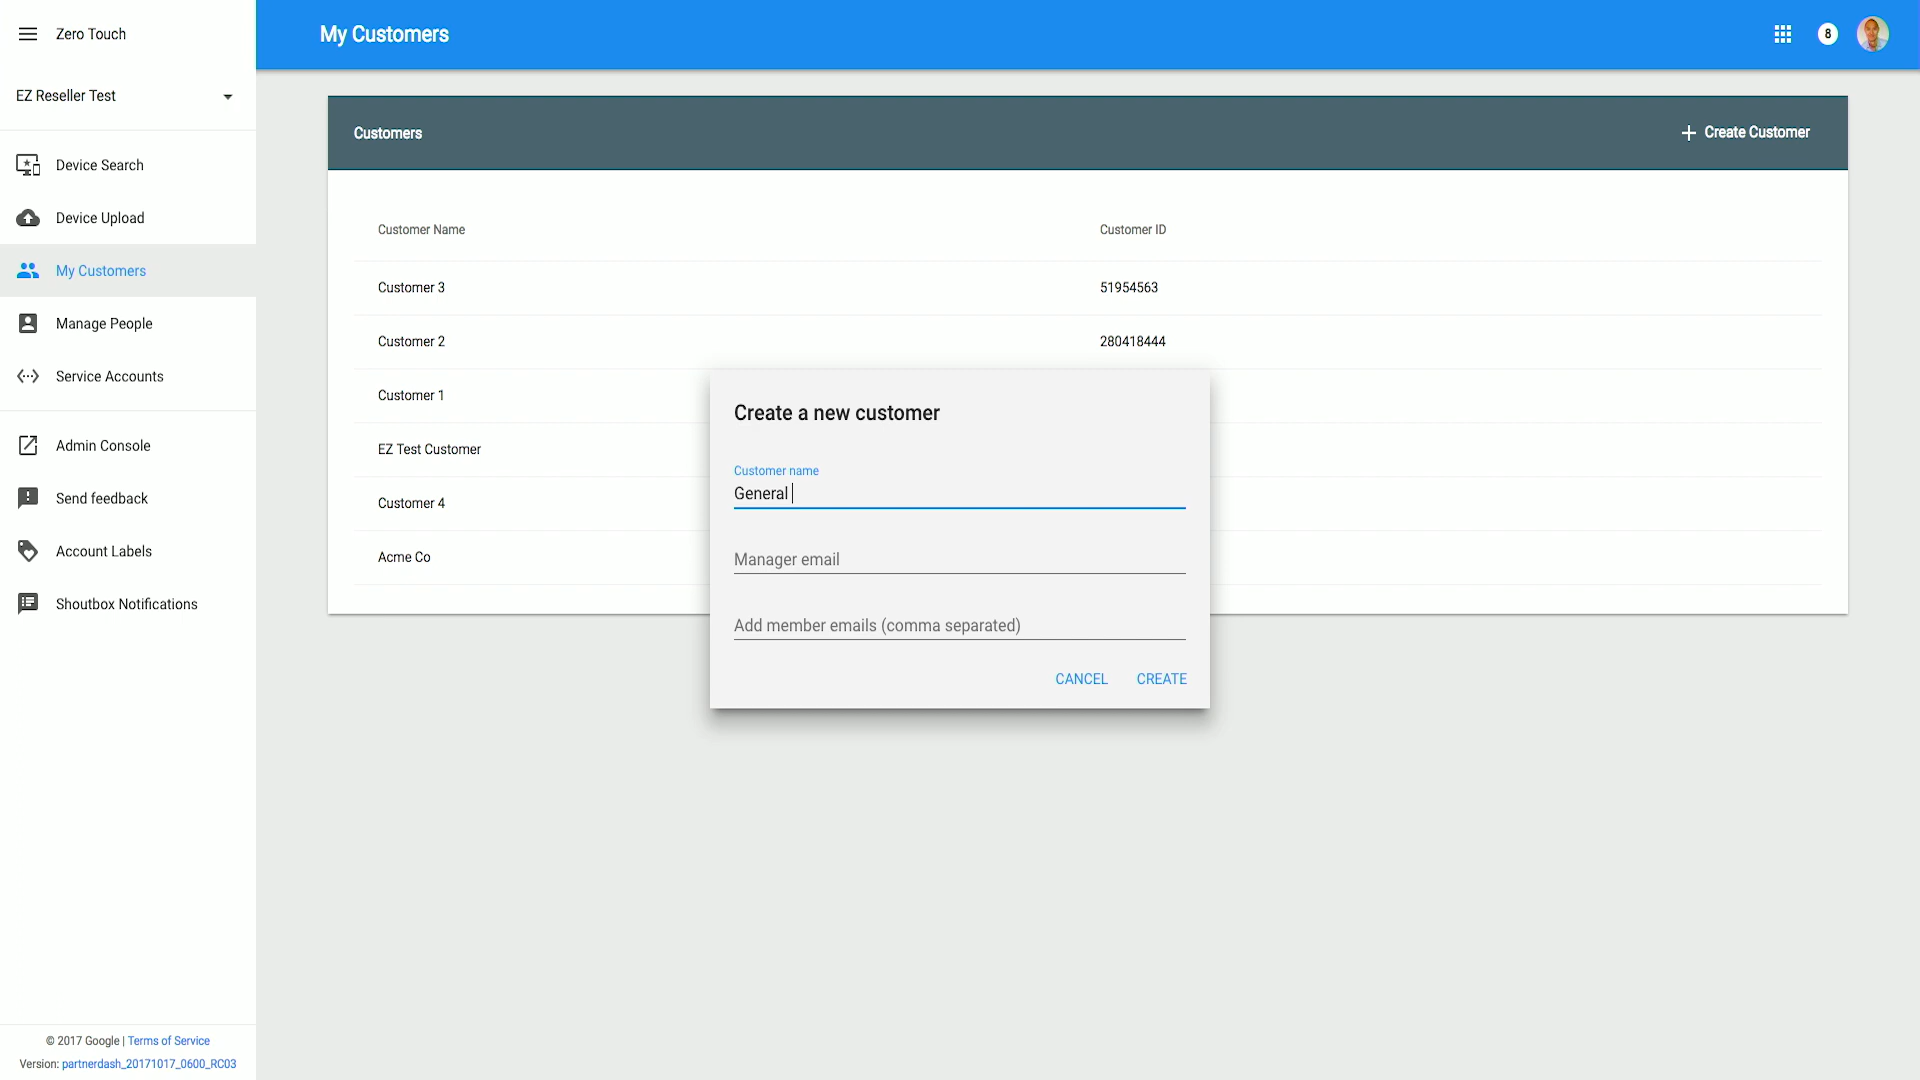 Zero Touch
My Customers
8
EZ Reseller Test
Device Search
Device Upload
My Customers
Manage People
Service Accounts
Admin Console
Send feedback
Account Labels
Shoutbox Notifications
© 2017 Google | Terms of Service
Version: partnerdash_20171017_0600_RC03
Customers
+ Create Customer
Customer Name Customer ID
Customer 3 51954563
Customer 2 280418444
Customer 1
EZ Test Customer
Customer 4
Acme Co
Create a new customer
Customer name
General
Manager email
Add member emails (comma separated)
CANCEL CREATE